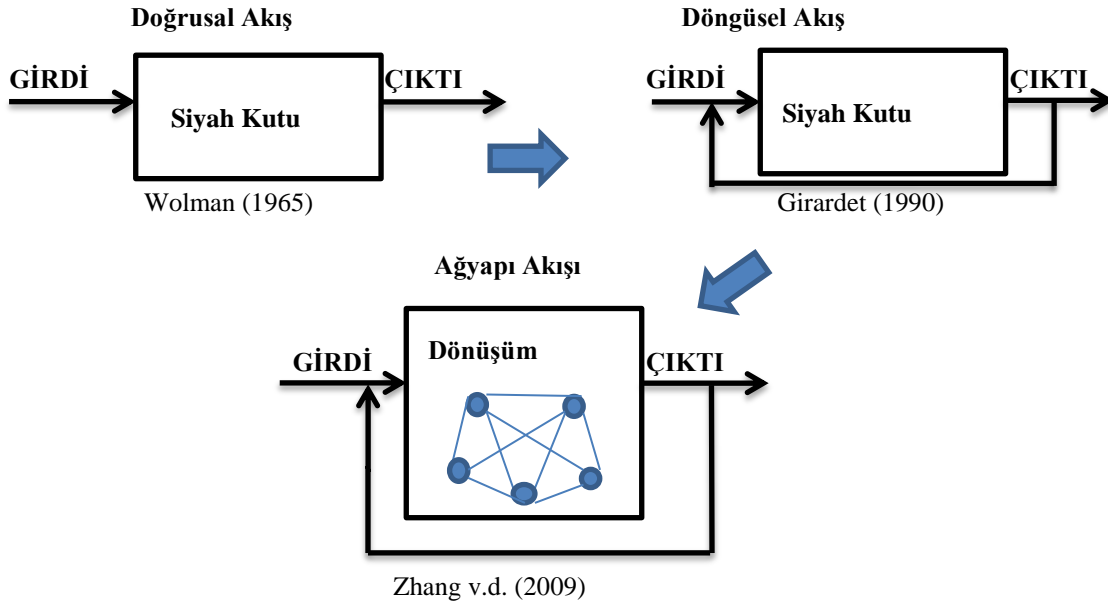 Doğrusal Akış
GİRDİ
ÇIKTI
Siyah Kutu
Wolman (1965)
Döngüsel Akış
GİRDİ
ÇIKTI
Siyah Kutu
Girardet (1990)
Ağyapı Akışı
GİRDİ
Dönüşüm
ÇIKTI
Zhang v.d. (2009)